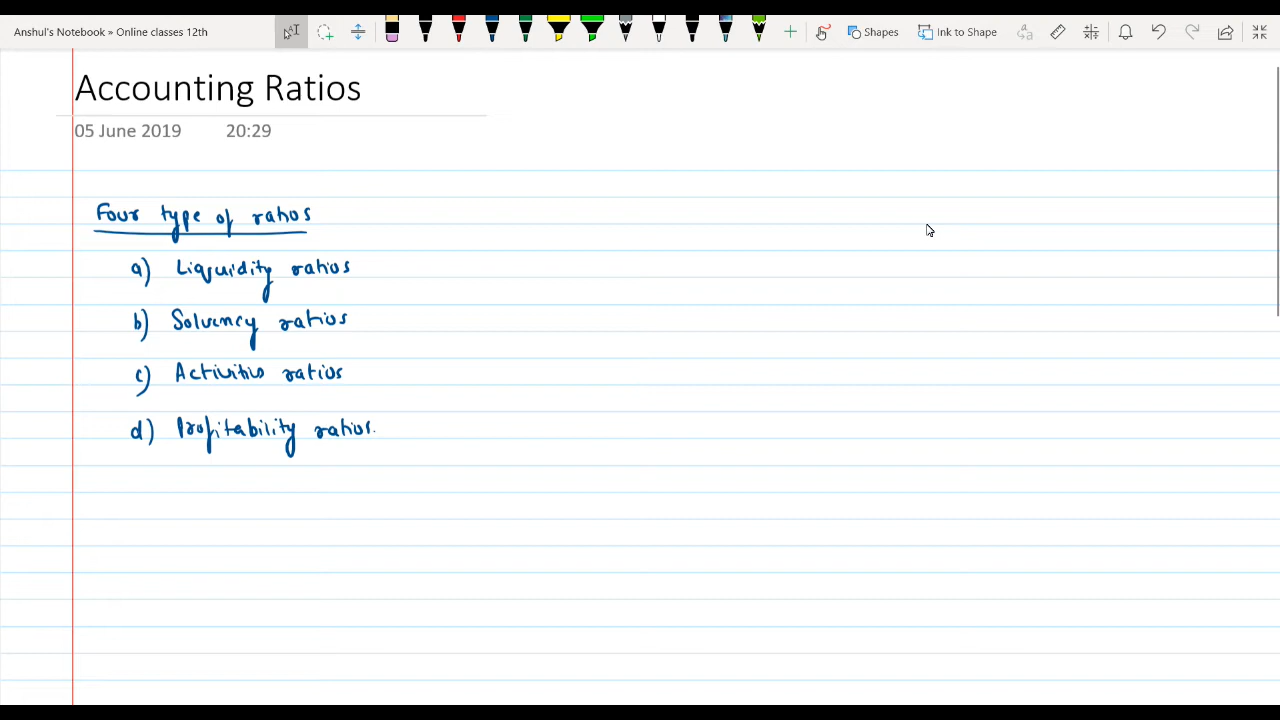 Anshul's Notebook » Online classes 12th
Shapes
Ink to Shape
Accounting Ratios
05 June 2019 20:29
Four type of ratios
a) Liquidity ratios
b) Solvency ratios
c) Activities ratios
d) Profitability ratios.